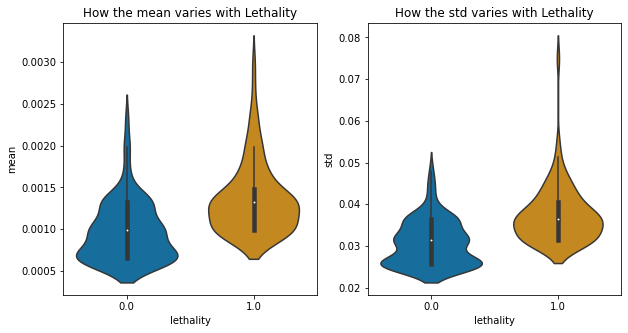 How the mean varies with Lethality
mean
0.0030
0.0025
0.0020
0.0015
0.0010
0.0005
0.0
1.0
lethality
How the std varies with Lethality
std
0.08
0.07
0.06
0.05
0.04
0.03
0.02
0.0
1.0
lethality